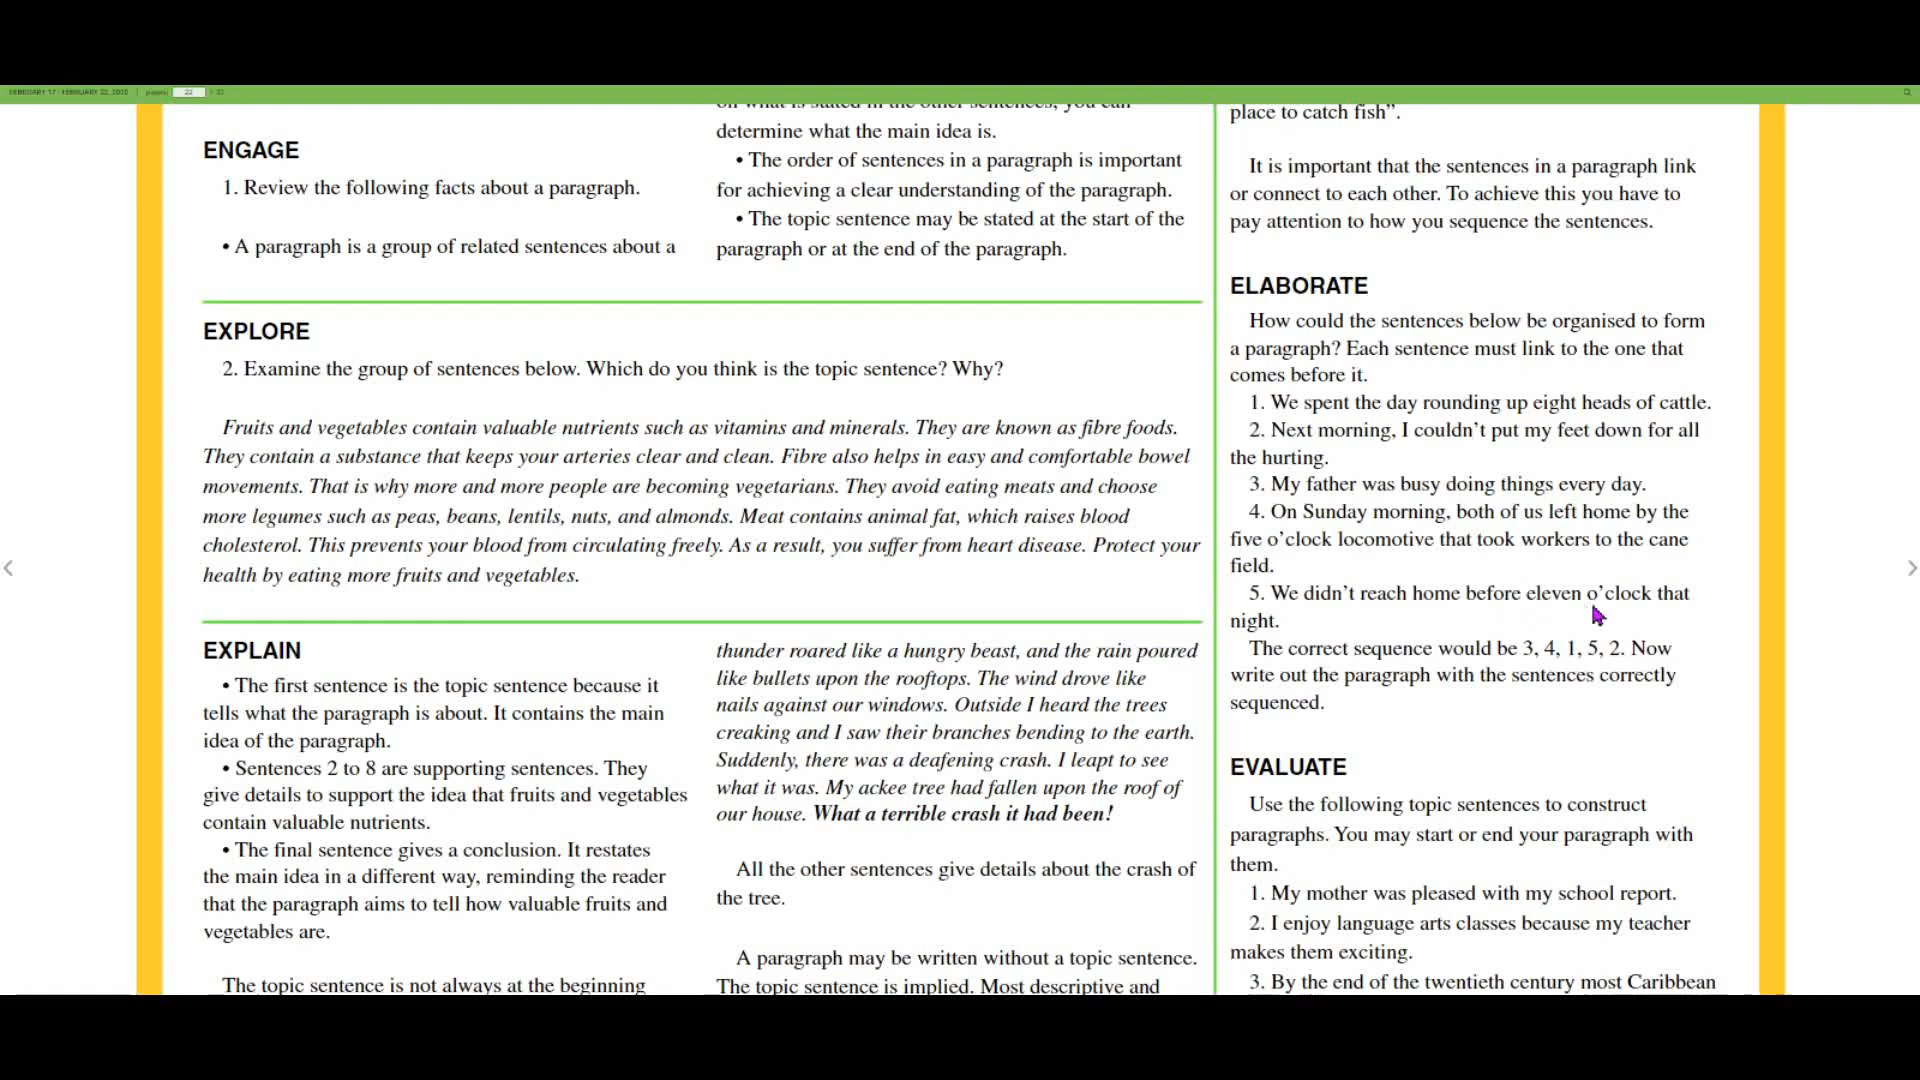 FEBRUARY 17 - FEBRUARY 22, 2020 | pages: 22
ENGAGE
1. Review the following facts about a paragraph.
• A paragraph is a group of related sentences about a
on what is stated in the other sentences, you can
determine what the main idea is.
• The order of sentences in a paragraph is important
for achieving a clear understanding of the paragraph.
• The topic sentence may be stated at the start of the
paragraph or at the end of the paragraph.
EXPLORE
2. Examine the group of sentences below. Which do you think is the topic sentence? Why?
Fruits and vegetables contain valuable nutrients such as vitamins and minerals. They are known as fibre foods.
They contain a substance that keeps your arteries clear and clean. Fibre also helps in easy and comfortable bowel
movements. That is why more and more people are becoming vegetarians. They avoid eating meats and choose
more legumes such as peas, beans, lentils, nuts, and almonds. Meat contains animal fat, which raises blood
cholesterol. This prevents your blood from circulating freely. As a result, you suffer from heart disease. Protect your
health by eating more fruits and vegetables.
EXPLAIN
• The first sentence is the topic sentence because it
tells what the paragraph is about. It contains the main
idea of the paragraph.
• Sentences 2 to 8 are supporting sentences. They
give details to support the idea that fruits and vegetables
contain valuable nutrients.
• The final sentence gives a conclusion. It restates
the main idea in a different way, reminding the reader
that the paragraph aims to tell how valuable fruits and
vegetables are.
The topic sentence is not always at the beginning
thunder roared like a hungry beast, and the rain poured
like bullets upon the rooftops. The wind drove like
nails against our windows. Outside I heard the trees
creaking and I saw their branches bending to the earth.
Suddenly, there was a deafening crash. I leapt to see
what it was. My ackee tree had fallen upon the roof of
our house. What a terrible crash it had been!
All the other sentences give details about the crash of
the tree.
A paragraph may be written without a topic sentence.
The topic sentence is implied. Most descriptive and
place to catch fish”.
It is important that the sentences in a paragraph link
or connect to each other. To achieve this you have to
pay attention to how you sequence the sentences.
ELABORATE
How could the sentences below be organised to form
a paragraph? Each sentence must link to the one that
comes before it.
1. We spent the day rounding up eight heads of cattle.
2. Next morning, I couldn’t put my feet down for all
the hurting.
3. My father was busy doing things every day.
4. On Sunday morning, both of us left home by the
five o’clock locomotive that took workers to the cane
field.
5. We didn’t reach home before eleven o’clock that
night.
The correct sequence would be 3, 4, 1, 5, 2. Now
write out the paragraph with the sentences correctly
sequenced.
EVALUATE
Use the following topic sentences to construct
paragraphs. You may start or end your paragraph with
them.
1. My mother was pleased with my school report.
2. I enjoy language arts classes because my teacher
makes them exciting.
3. By the end of the twentieth century most Caribbean